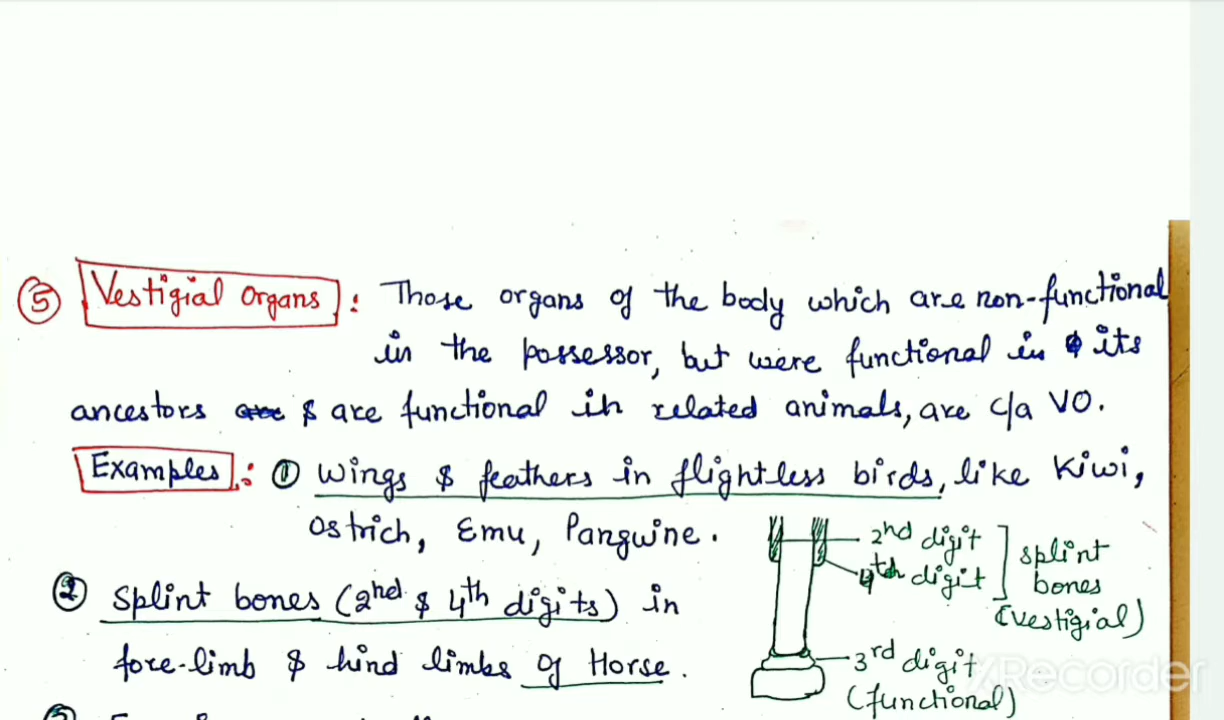 ⑤ Vestigial Organs : Those organs of the body which are non-functional
in the possessor, but were functional in its
ancestors are & are functional in related animals, are c/a VO.
Examples : ① Wings & feathers in flightless birds, like Kiwi,
Ostrich, Emu, Panguine.
2nd digit
4th digit
splint
bones
(vestigial)
② Splint bones (2nd & 4th digits) in
fore-limb & hind limbs of Horse.
3rd digit
(functional)
XRecorder